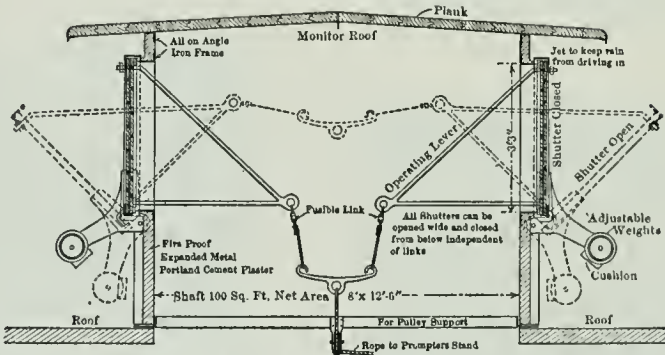 Plank
Monitor Roof
All on Angle
Iron Frame
Jet to keep rain
from driving in
Operating Lever
3'3"
Shutter Closed
Shutter Open
Fusible Link
All Shutters can be
opened wide and closed
from below independent
of links
Adjustable
Weights
Cushion
Fire Proof
Expanded Metal
Portland Cement Plaster
Shaft 100 Sq. Ft. Net Area 8'x 12'-6"
Roof
For Pulley Support
Roof
Rope to Prompters Stand